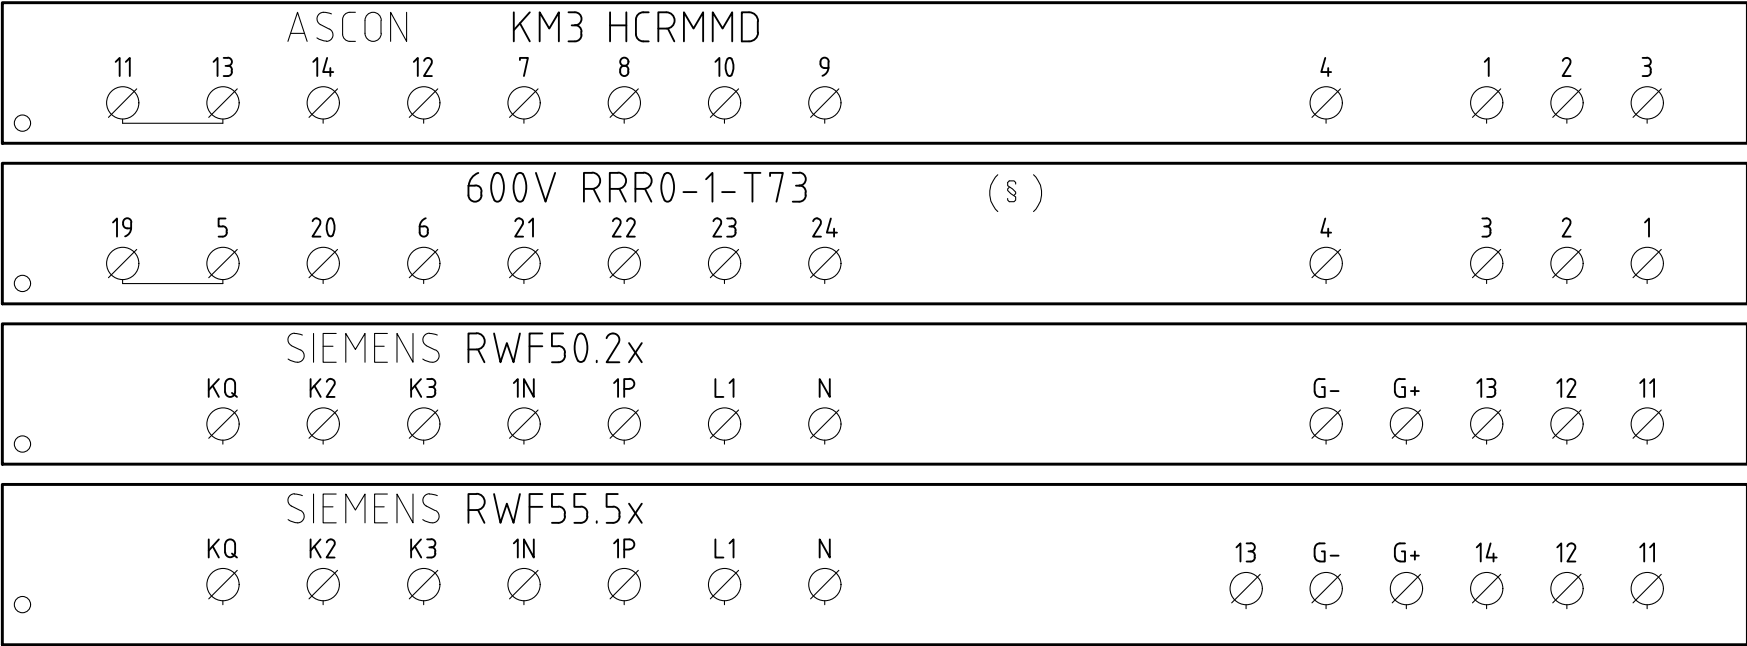 ASCON KM3 HCRMMD
11 13 14 12 7 8 10 9 4 1 2 3
600V RRR0-1-T73 (§)
19 5 20 6 21 22 23 24 4 3 2 1
SIEMENS RWF50.2x
KQ K2 K3 1N 1P L1 N G- G+ 13 12 11
SIEMENS RWF55.5x
KQ K2 K3 1N 1P L1 N 13 G- G+ 14 12 11